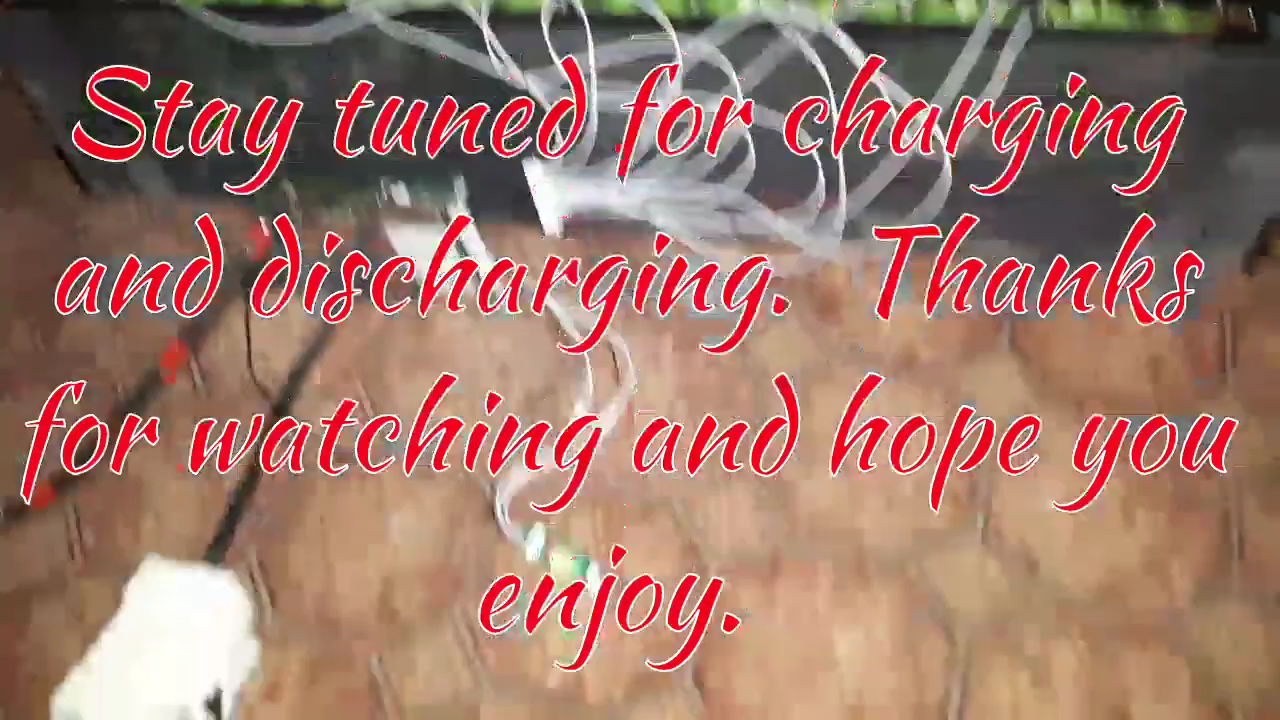 Stay tuned for charging
and discharging. Thanks
for watching and hope you
enjoy.